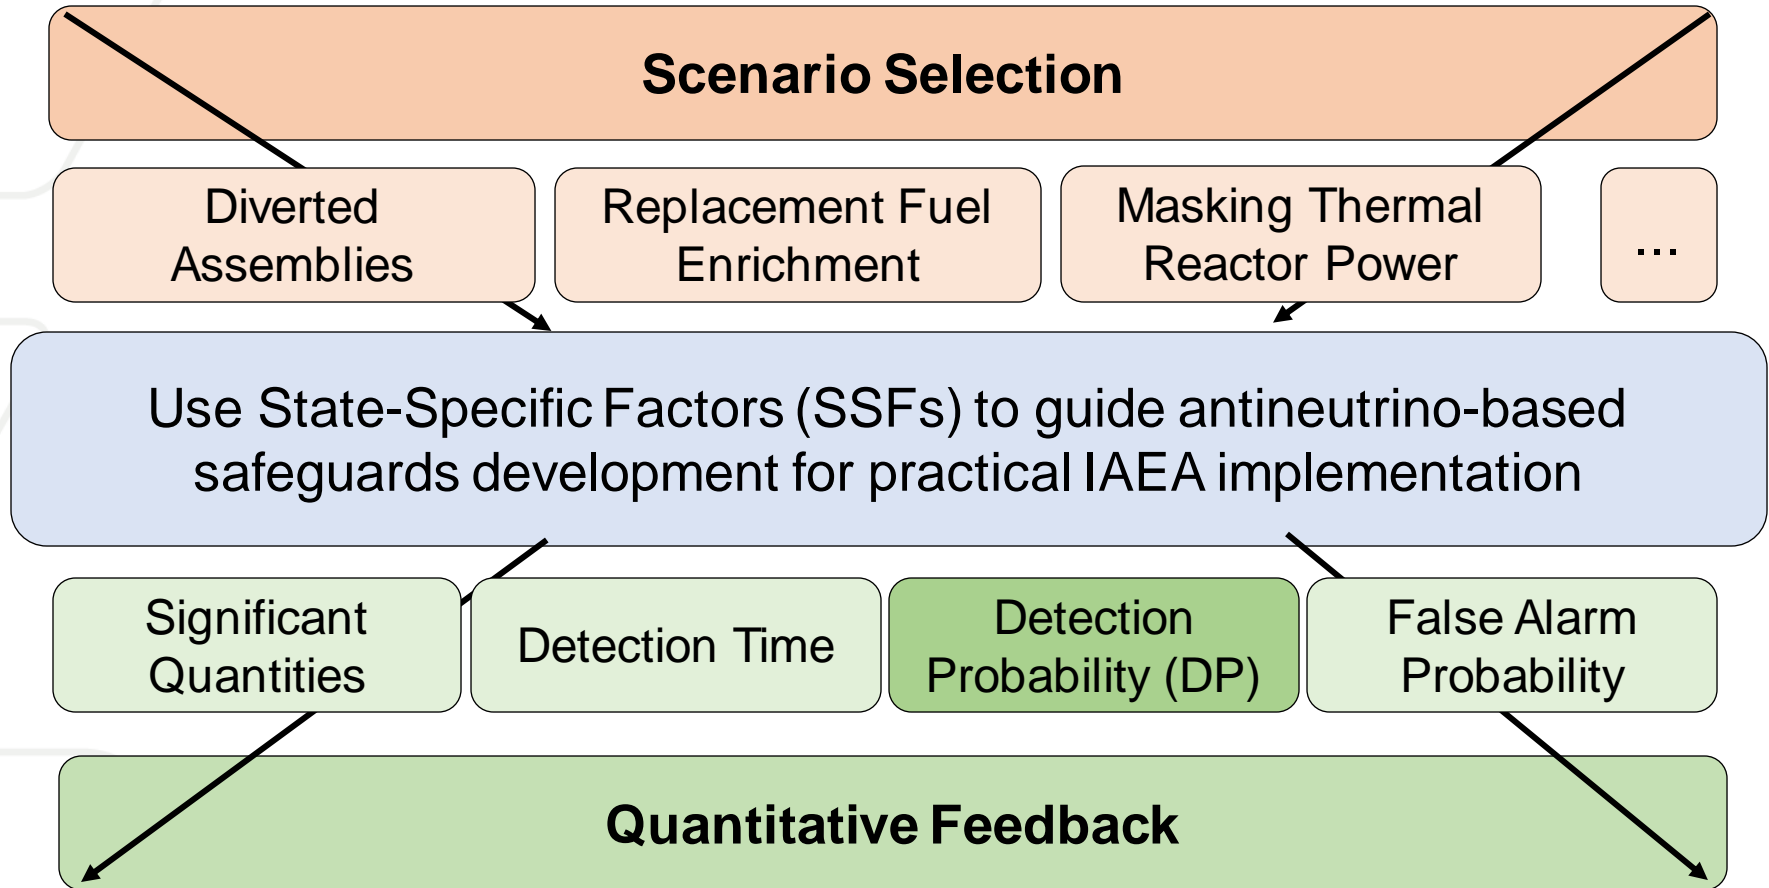 Scenario Selection
Diverted
Assemblies
Replacement Fuel
Enrichment
Masking Thermal
Reactor Power
...
Use State-Specific Factors (SSFs) to guide antineutrino-based
safeguards development for practical IAEA implementation
Significant
Quantities
Detection Time
Detection
Probability (DP)
False Alarm
Probability
Quantitative Feedback